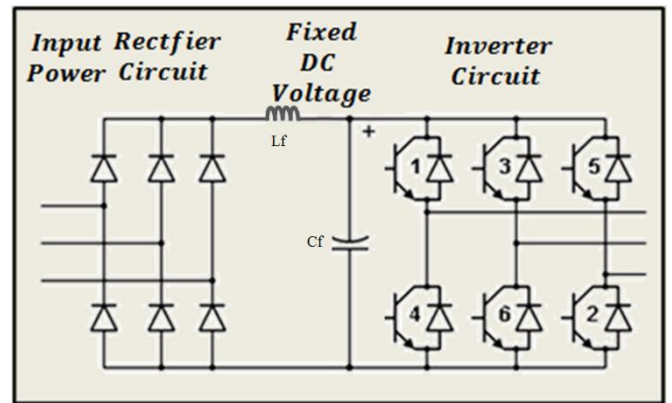 Input Rectfier
Power Circuit
Fixed
DC
Voltage
Inverter
Circuit
Lf
+
Cf
1
3
5
4
6
2